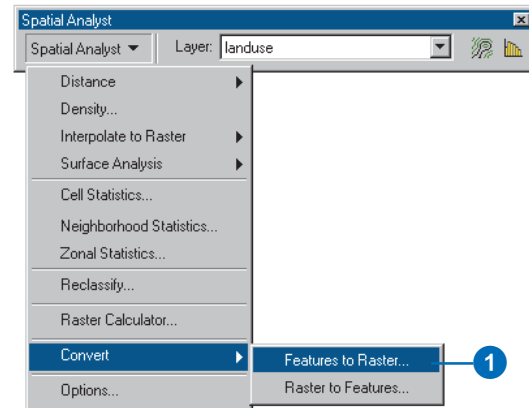 Spatial Analyst
Spatial Analyst Layer: landuse
Distance
Density...
Interpolate to Raster
Surface Analysis
Cell Statistics...
Neighborhood Statistics...
Zonal Statistics...
Reclassify...
Raster Calculator...
Convert Features to Raster... 1
Options... Raster to Features...